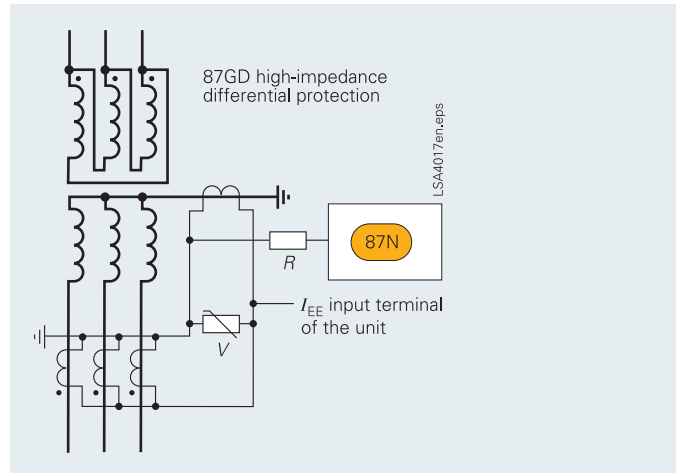 87GD high-impedance
differential protection
LSA4017en.eps
87N
R
I_EE input terminal
of the unit
V